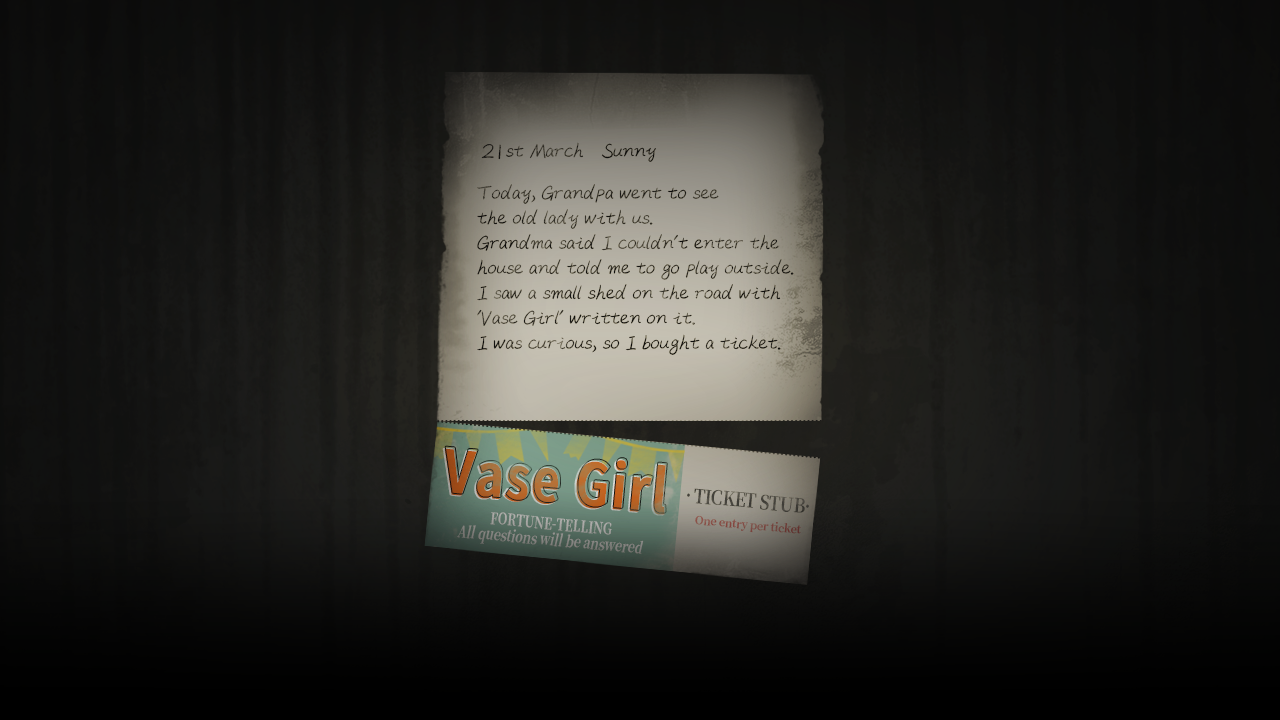 21st March Sunny
Today, Grandpa went to see
the old lady with us.
Grandma said I couldn't enter the
house and told me to go play outside.
I saw a small shed on the road with
'Vase Girl' written on it.
I was curious, so I bought a ticket.
Vase Girl
FORTUNE-TELLING
All questions will be answered
· TICKET STUB·
One entry per ticket